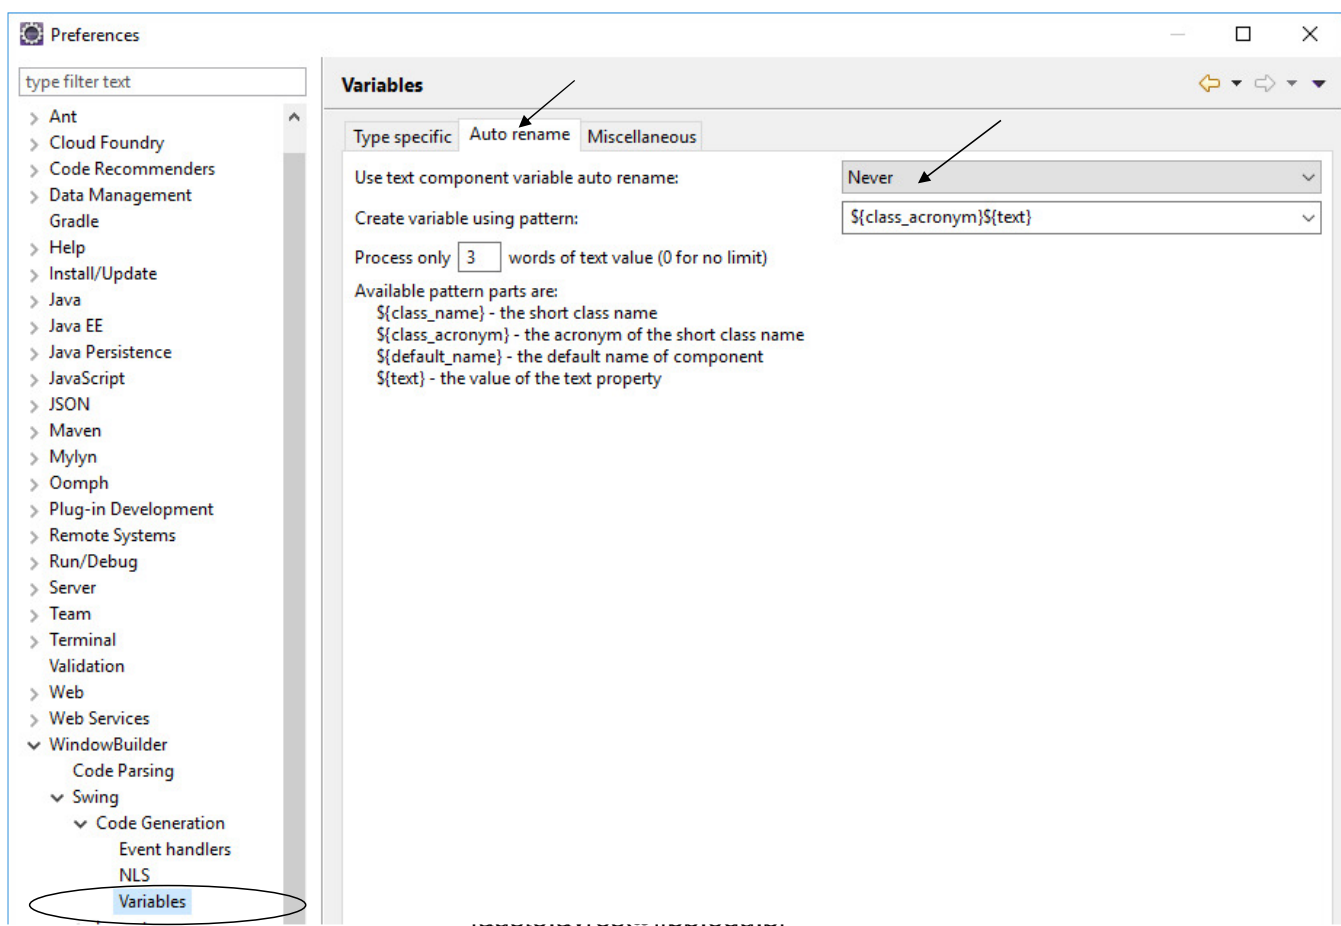 Preferences
type filter text
Ant
Cloud Foundry
Code Recommenders
Data Management
Gradle
Help
Install/Update
Java
Java EE
Java Persistence
JavaScript
JSON
Maven
Mylyn
Oomph
Plug-in Development
Remote Systems
Run/Debug
Server
Team
Terminal
Validation
Web
Web Services
WindowBuilder
Code Parsing
Swing
Code Generation
Event handlers
NLS
Variables
Variables
Type specific Auto rename Miscellaneous
Use text component variable auto rename: Never
Create variable using pattern: ${class_acronym}${text}
Process only 3 words of text value (0 for no limit)
Available pattern parts are:
${class_name} - the short class name
${class_acronym} - the acronym of the short class name
${default_name} - the default name of component
${text} - the value of the text property